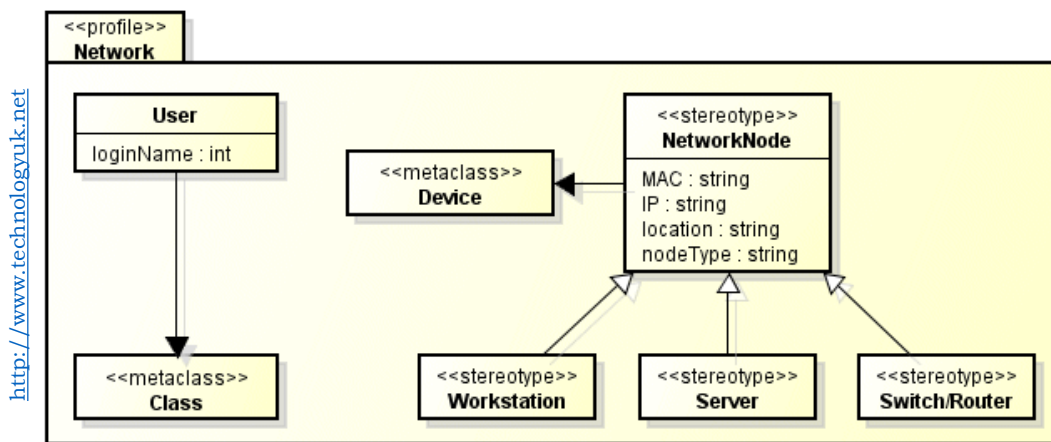 <<profile>>
Network
http://www.technologyuk.net
User
loginName : int
<<metaclass>>
Class
<<metaclass>>
Device
<<stereotype>>
NetworkNode
MAC : string
IP : string
location : string
nodeType : string
<<stereotype>>
Workstation
<<stereotype>>
Server
<<stereotype>>
Switch/Router